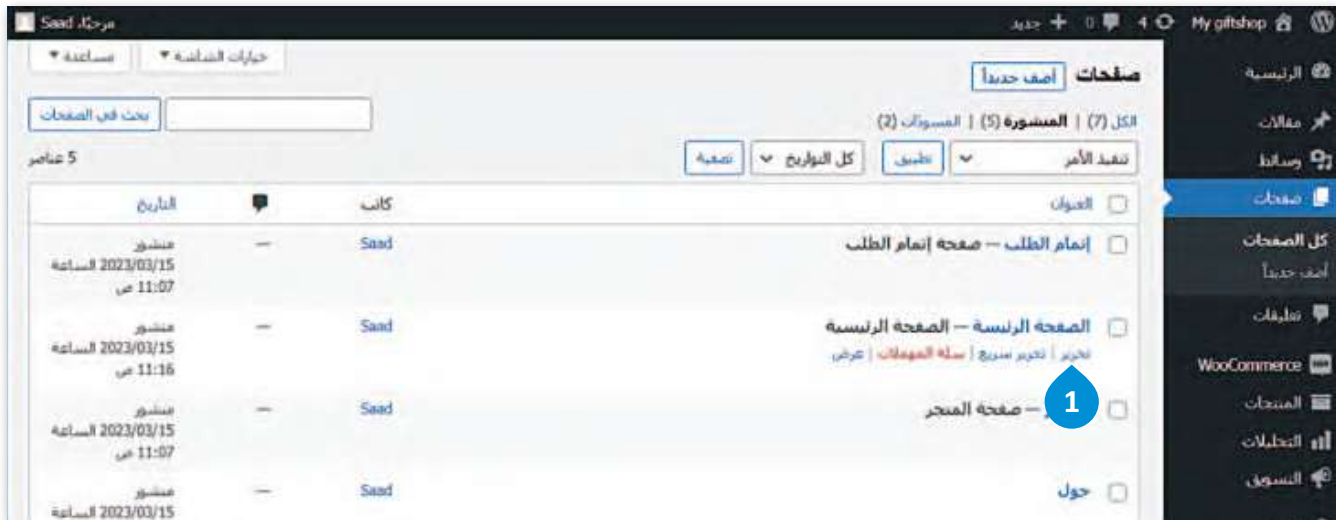 My giftshop 4 0 جديد
مرحبًا، Saad
خيارات الشاشة
مساعدة
صفحات
أضف جديداً
الكل (7) | المنشورة (5) | المسودّات (2)
بحث في الصفحات
تنفيذ الأمر
تطبيق
كل التواريخ
تصفية
5 عناصر
العنوان
كاتب
التاريخ
إتمام الطلب — صفحة إتمام الطلب
Saad
—
منشور
2023/03/15 الساعة
11:07 ص
الصفحة الرئيسة — الصفحة الرئيسية
تحرير | تحرير سريع | سلة المهملات | عرض
Saad
—
منشور
2023/03/15 الساعة
11:16 ص
1
— صفحة المتجر
Saad
—
منشور
2023/03/15 الساعة
11:07 ص
حول
Saad
—
منشور
2023/03/15 الساعة
الرئيسية
مقالات
وسائط
صفحات
كل الصفحات
أضف جديداً
تعليقات
WooCommerce
المنتجات
التحليلات
التسويق